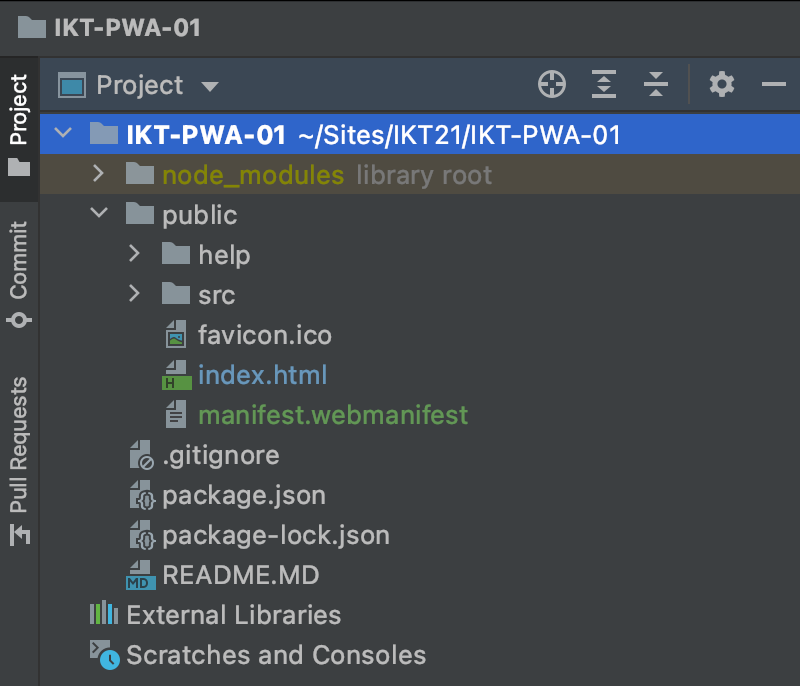 IKT-PWA-01
Project
Project
IKT-PWA-01 ~/Sites/IKT21/IKT-PWA-01
node_modules library root
public
help
Commit
src
favicon.ico
H index.html
manifest.webmanifest
Pull Requests
.gitignore
package.json
package-lock.json
MD README.MD
External Libraries
Scratches and Consoles